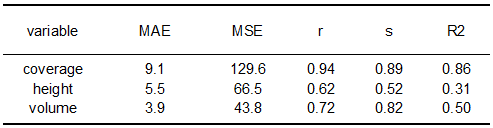 variable MAE MSE r s R2
coverage 9.1 129.6 0.94 0.89 0.86
height 5.5 66.5 0.62 0.52 0.31
volume 3.9 43.8 0.72 0.82 0.50